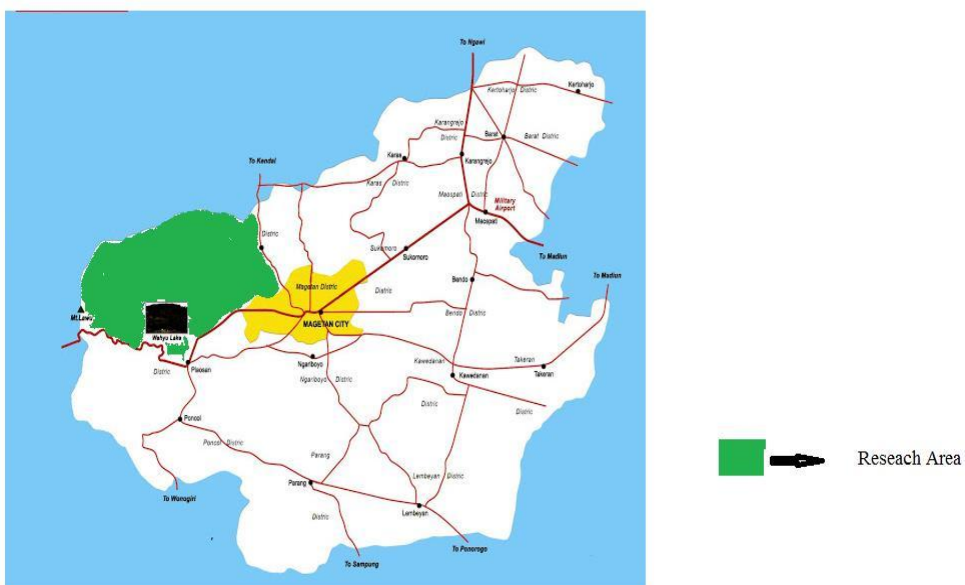 To Ngawi
Kertoharjo
Kertoharjo Distric
Karangrejo
Distric
Barat
Barat Distric
Karas
Karangrejo
To Kendal
Karas Distric
Maospati Distric
Military
Airport
Maospati
Distric
Sukomoro
Sukomoro
To Madiun
To Madiun
Magetan District
Distric
Bendo
Mt.Lawu
Wahyu Lake
MAGETAN CITY
Bendo Distric
Plaosan
Distric
Ngariboyo
Ngariboyo Distric
Kawedanan
Takeran
Kawedanan
Takeran
Distric
Distric
Poncol
Poncol Distric
Parang
Lembeyan Distric
Parang
To Wonogiri
Distric
Lembeyan
To Ponorogo
To Sampung
Reseach Area